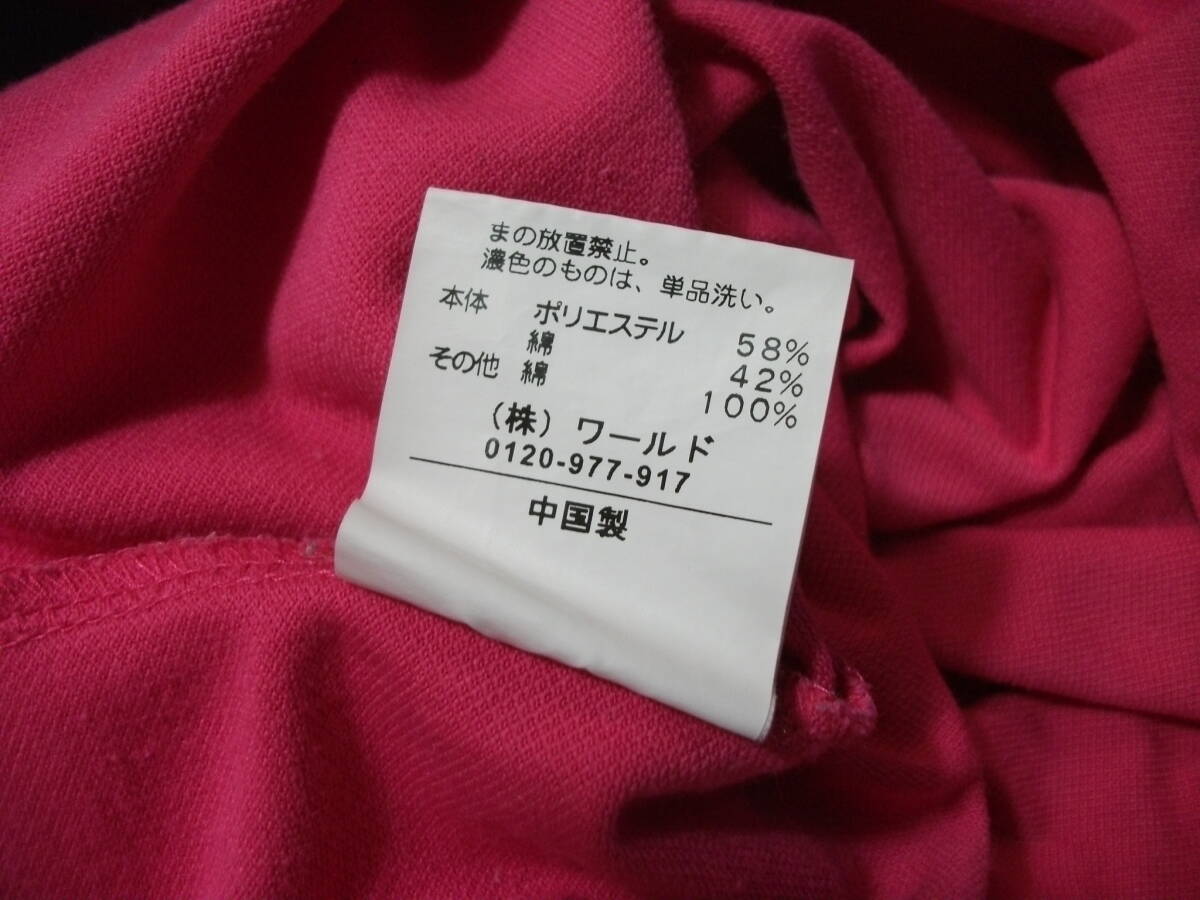 まの放置禁止。
濃色のものは、単品洗い。
本体 ポリエステル 58%
綿 42%
その他 綿 100%
(株) ワールド
0120-977-917
中国製